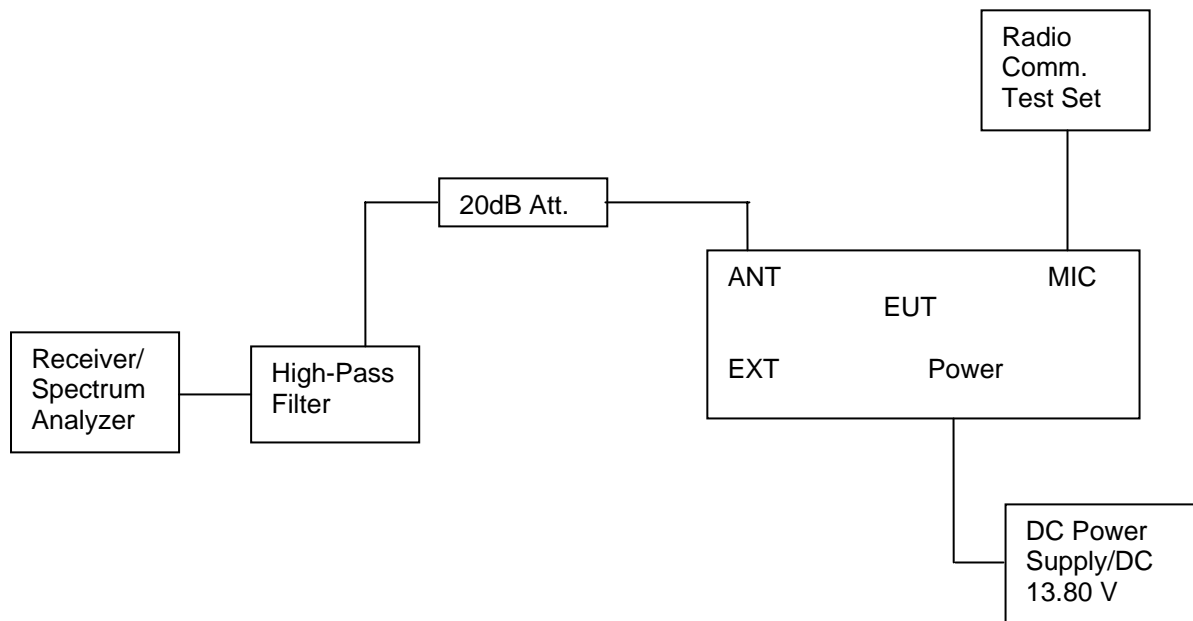 Radio
Comm.
Test Set
20dB Att.
ANT
MIC
EUT
Receiver/
Spectrum
Analyzer
High-Pass
Filter
EXT
Power
DC Power
Supply/DC
13.80 V